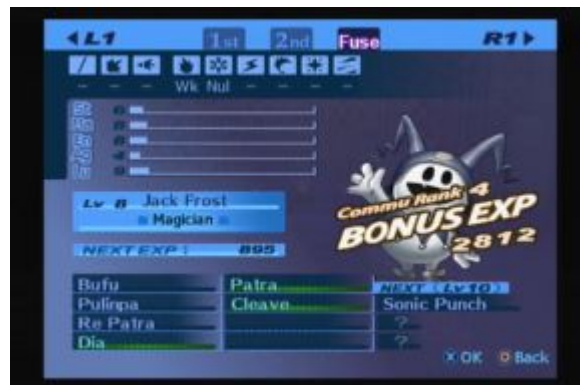 L1 1st 2nd Fuse R1
- - - Wk Nul - - - -
St
Ma
En
Ag
Lu
Lv 8 Jack Frost
Magician
NEXT EXP: 895
Commu Rank 4
BONUS EXP
2812
Bufu Patra NEXT (Lv10)
Pulinpa Cleave Sonic Punch
Re Patra ?
Dia ?
OK Back